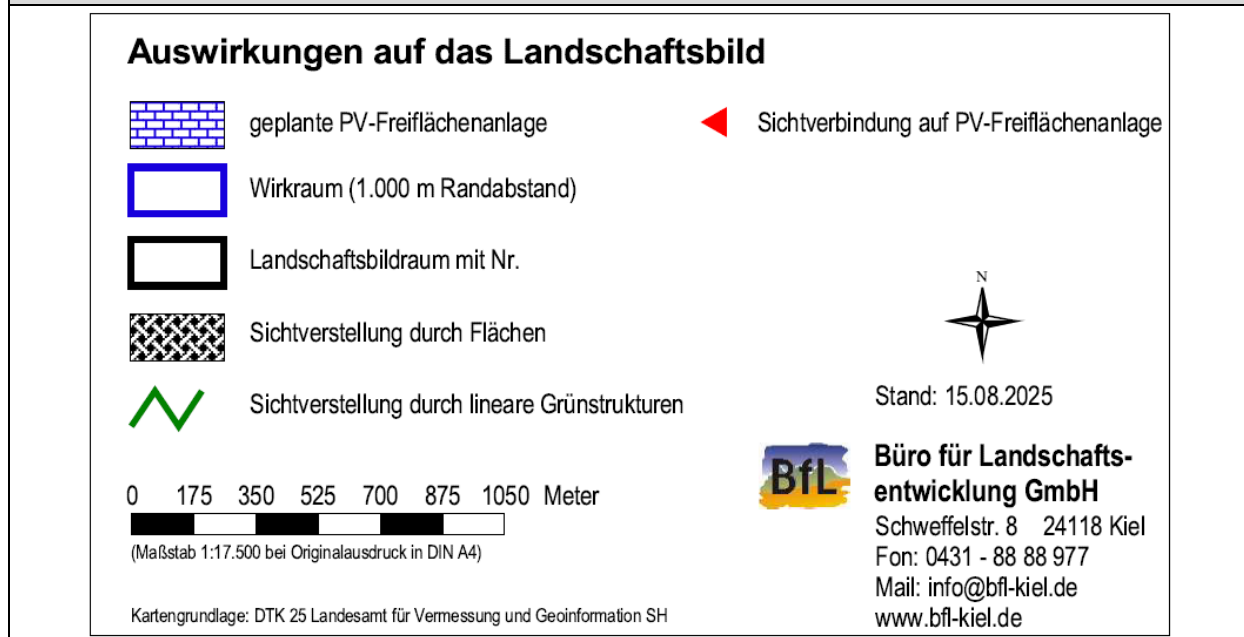 Auswirkungen auf das Landschaftsbild
geplante PV-Freiflächenanlage
Sichtverbindung auf PV-Freiflächenanlage
Wirkraum (1.000 m Randabstand)
Landschaftsbildraum mit Nr.
Sichtverstellung durch Flächen
Sichtverstellung durch lineare Grünstrukturen
0 175 350 525 700 875 1050 Meter
(Maßstab 1:17.500 bei Originalausdruck in DIN A4)
Kartengrundlage: DTK 25 Landesamt für Vermessung und Geoinformation SH
N
Stand: 15.08.2025
BfL
Büro für Landschafts-
entwicklung GmbH
Schweffelstr. 8 24118 Kiel
Fon: 0431 - 88 88 977
Mail: info@bfl-kiel.de
www.bfl-kiel.de